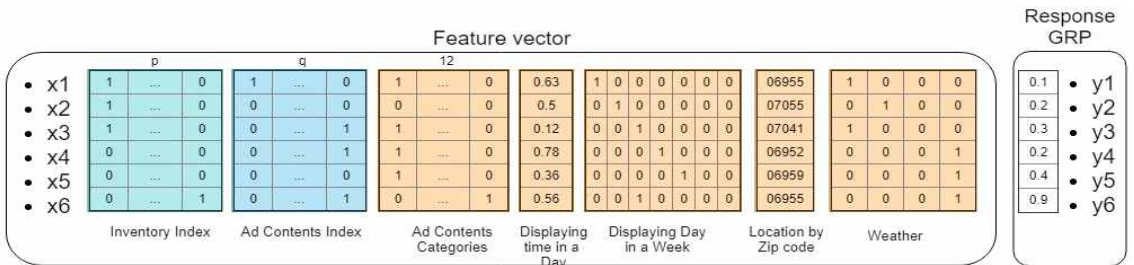 Response
GRP
Feature vector
p q 12
• x1 1 ... 0 1 ... 0 1 ... 0 0.63 1 0 0 0 0 0 0 06955 1 0 0 0 0.1 • y1
• x2 1 ... 0 0 ... 0 0 ... 0 0.5 0 1 0 0 0 0 0 07055 0 1 0 0 0.2 • y2
• x3 1 ... 0 0 ... 1 1 ... 0 0.12 0 0 1 0 0 0 0 07041 1 0 0 0 0.3 • y3
• x4 0 ... 0 0 ... 1 1 ... 0 0.78 0 0 0 1 0 0 0 06952 0 0 0 1 0.2 • y4
• x5 0 ... 0 0 ... 0 1 ... 0 0.36 0 0 0 0 1 0 0 06959 0 0 0 1 0.4 • y5
• x6 0 ... 1 0 ... 1 0 ... 1 0.56 0 0 1 0 0 0 0 06955 0 0 0 1 0.9 • y6
Inventory Index
Ad Contents Index
Ad Contents
Categories
Displaying
time in a
Day
Displaying Day
in a Week
Location by
Zip code
Weather